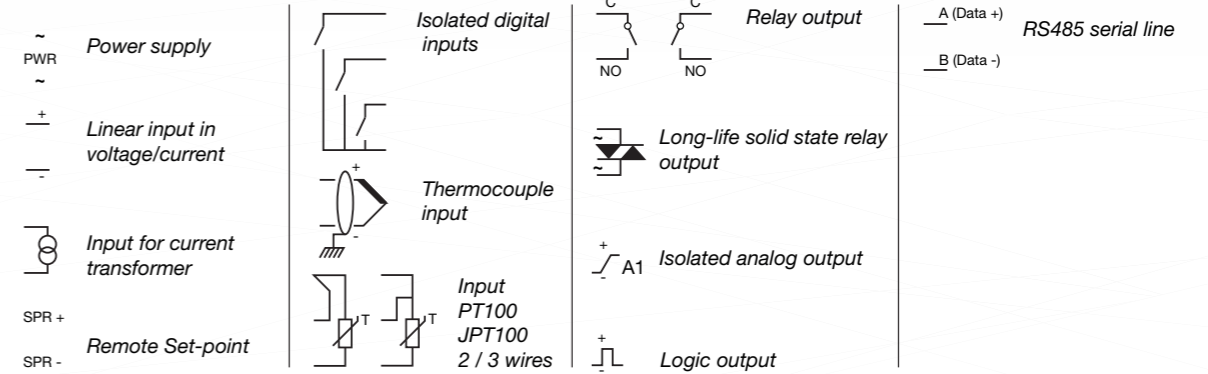 ~
PWR
~
Power supply
+
-
Linear input in
voltage/current
Input for current
transformer
SPR +
SPR -
Remote Set-point
Isolated digital
inputs
+
-
Thermocouple
input
T
T
Input
PT100
JPT100
2 / 3 wires
C
C
NO
NO
Relay output
~
~
Long-life solid state relay
output
+
-
A1
Isolated analog output
+
-
Logic output
A (Data +)
B (Data -)
RS485 serial line